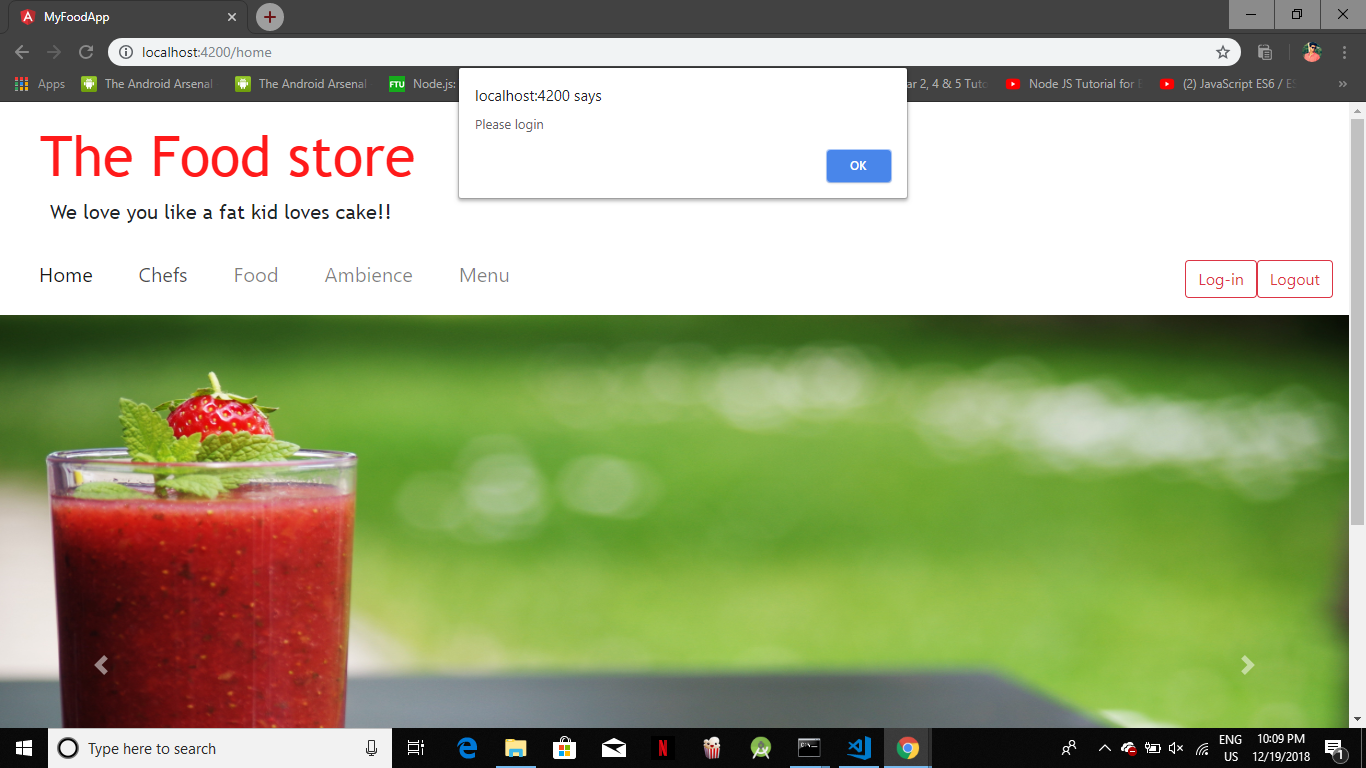 MyFoodApp
localhost:4200/home
Apps
The Android Arsenal
The Android Arsenal
FTU Node.js:
ar 2, 4 & 5 Tuto
Node JS Tutorial for
(2) JavaScript ES6 / ES
localhost:4200 says
Please login
OK
The Food store
We love you like a fat kid loves cake!!
Home Chefs Food Ambience Menu
Log-in Logout
Type here to search
N
ENG
US
10:09 PM
12/19/2018
1